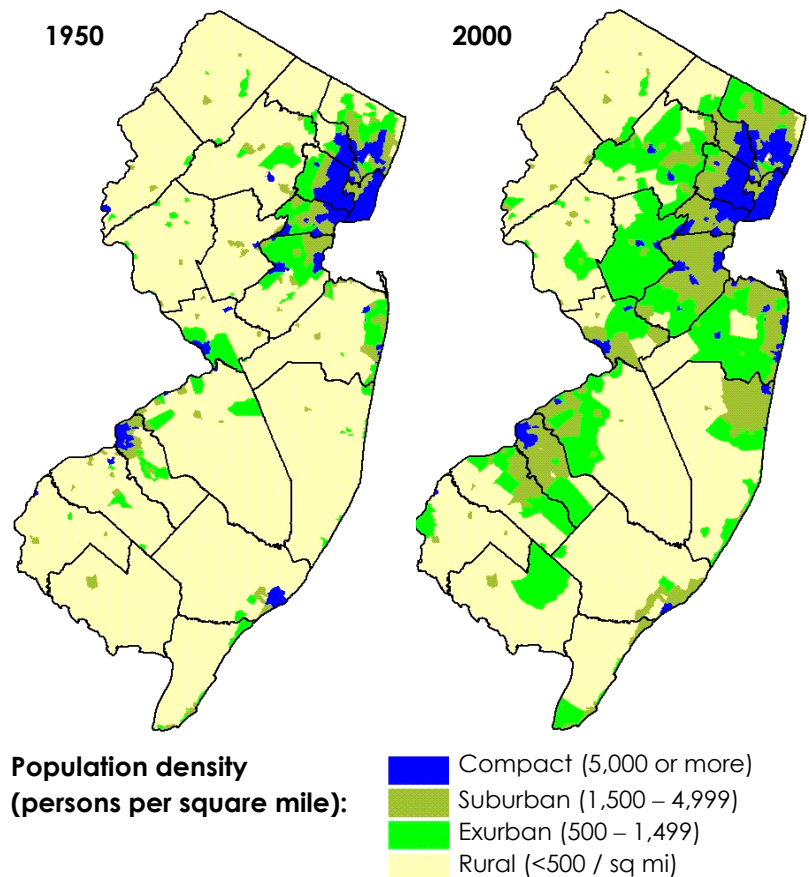 1950
2000
Population density
(persons per square mile):
Compact (5,000 or more)
Suburban (1,500 – 4,999)
Exurban (500 – 1,499)
Rural (<500 / sq mi)